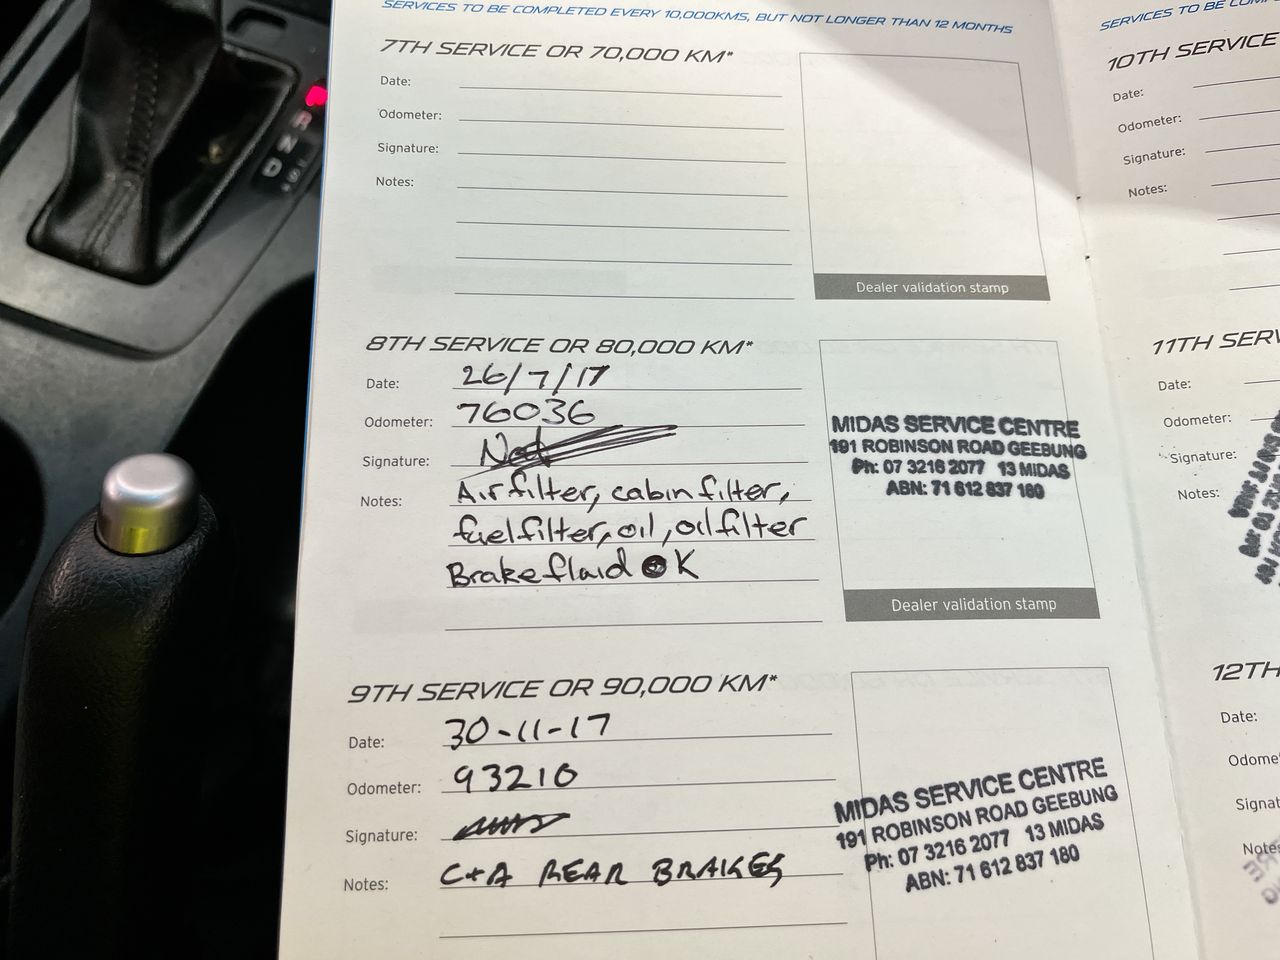 SERVICES TO BE COMPLETED EVERY 10,000KMS, BUT NOT LONGER THAN 12 MONTHS
7TH SERVICE OR 70,000 KM*
Date:
Odometer:
Signature:
Notes:
Dealer validation stamp
8TH SERVICE OR 80,000 KM*
Date: 26/7/17
Odometer: 76036
Signature:
Notes: Air filter, cabin filter,
fuel filter, oil, oil filter
Brake fluid OK
MIDAS SERVICE CENTRE
191 ROBINSON ROAD GEEBUNG
Ph: 07 3216 2077 13 MIDAS
ABN: 71 612 837 180
Dealer validation stamp
9TH SERVICE OR 90,000 KM*
Date: 30-11-17
Odometer: 93210
Signature:
Notes: C+A REAR BRAKES
MIDAS SERVICE CENTRE
191 ROBINSON ROAD GEEBUNG
Ph: 07 3216 2077 13 MIDAS
ABN: 71 612 837 180
SERVICES TO BE
10TH SERVICE
Date:
Odometer:
Signature:
Notes:
11TH SERV
Date:
Odometer:
Signature:
Notes:
12TH
Date:
Odome
Signat
Notes
R
N
D